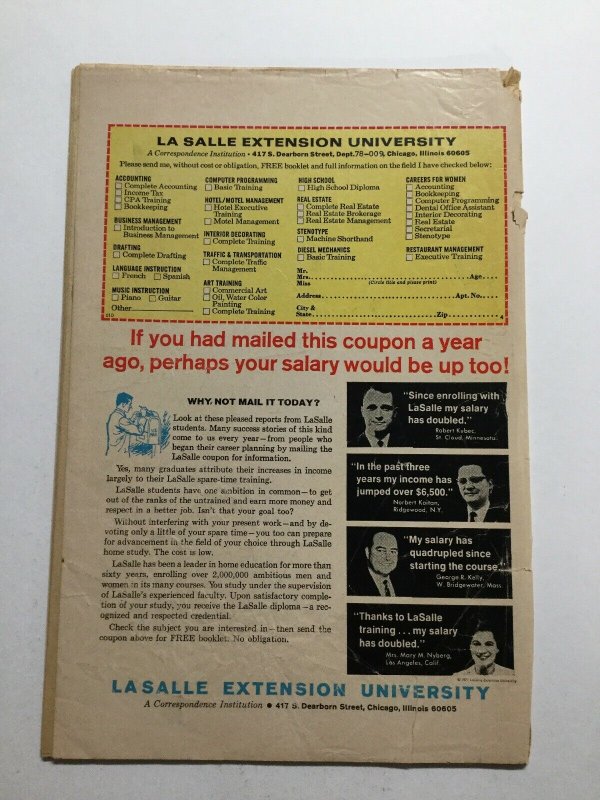 LA SALLE EXTENSION UNIVERSITY
A Correspondence Institution • 417 S. Dearborn Street, Dept. 78-009, Chicago, Illinois 60605
Please send me, without cost or obligation, FREE booklet and full information on the field I have checked below:
ACCOUNTING
Complete Accounting
Income Tax
CPA Training
Bookkeeping
BUSINESS MANAGEMENT
Introduction to
Business Management
DRAFTING
Complete Drafting
LANGUAGE INSTRUCTION
French Spanish
MUSIC INSTRUCTION
Piano Guitar
Other
010
COMPUTER PROGRAMMING
Basic Training
HOTEL/MOTEL MANAGEMENT
Hotel Executive
Training
Motel Management
INTERIOR DECORATING
Complete Training
TRAFFIC & TRANSPORTATION
Complete Traffic
Management
ART TRAINING
Commercial Art
Oil, Water Color
Painting
Complete Training
HIGH SCHOOL
High School Diploma
REAL ESTATE
Complete Real Estate
Real Estate Brokerage
Real Estate Management
STENOTYPE
Machine Shorthand
DIESEL MECHANICS
Basic Training
CAREERS FOR WOMEN
Accounting
Bookkeeping
Computer Programming
Dental Office Assistant
Interior Decorating
Real Estate
Secretarial
Stenotype
RESTAURANT MANAGEMENT
Executive Training
Mr.
Mrs. Age
Miss (Circle title and please print)
Address Apt. No.
City &
State Zip 4
If you had mailed this coupon a year
ago, perhaps your salary would be up too!
WHY NOT MAIL IT TODAY?
Look at these pleased reports from LaSalle
students. Many success stories of this kind
come to us every year—from people who
began their career planning by mailing the
LaSalle coupon for information.
Yes, many graduates attribute their increases in income
largely to their LaSalle spare-time training.
LaSalle students have one ambition in common—to get
out of the ranks of the untrained and earn more money and
respect in a better job. Isn't that your goal too?
Without interfering with your present work—and by de-
voting only a little of your spare time—you too can prepare
for advancement in the field of your choice through LaSalle
home study. The cost is low.
LaSalle has been a leader in home education for more than
sixty years, enrolling over 2,000,000 ambitious men and
women in its many courses. You study under the supervision
of LaSalle's experienced faculty. Upon satisfactory comple-
tion of your study, you receive the LaSalle diploma—a rec-
ognized and respected credential.
Check the subject you are interested in—then send the
coupon above for FREE booklet. No obligation.
"Since enrolling with
LaSalle my salary
has doubled."
Robert Kubec,
St. Cloud, Minnesota.
"In the past three
years my income has
jumped over $6,500."
Norbert Kaitan,
Ridgewood, N.Y.
"My salary has
quadrupled since
starting the course."
George R. Kelly,
W. Bridgewater, Mass.
"Thanks to LaSalle
training . . . my salary
has doubled."
Mrs. Mary M. Nyberg,
Los Angeles, Calif.
© 1971 LaSalle Extension University
LA SALLE EXTENSION UNIVERSITY
A Correspondence Institution • 417 S. Dearborn Street, Chicago, Illinois 60605